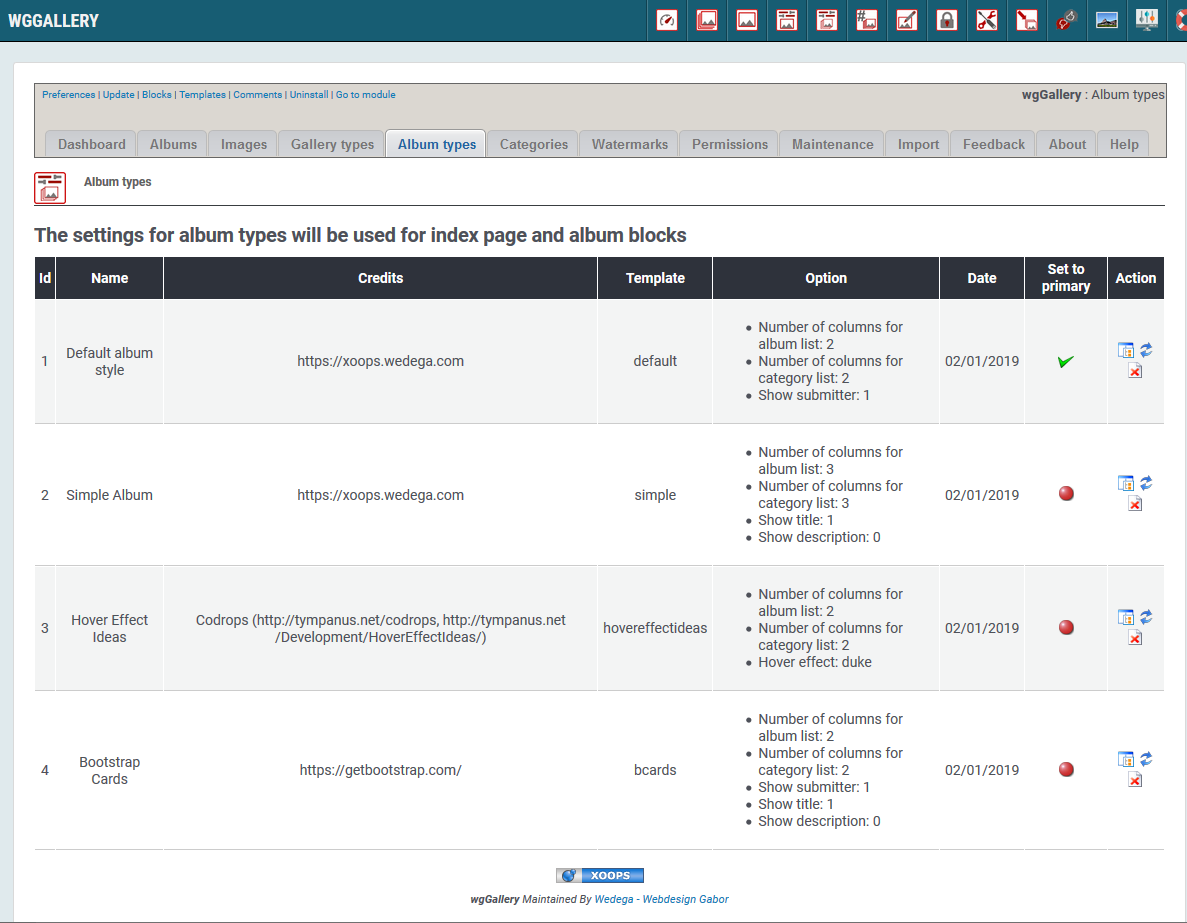 WGGALLERY
Preferences | Update | Blocks | Templates | Comments | Uninstall | Go to module
wgGallery : Album types
Dashboard Albums Images Gallery types Album types Categories Watermarks Permissions Maintenance Import Feedback About Help
Album types
The settings for album types will be used for index page and album blocks
Id Name Credits Template Option Date Set to
primary Action
1 Default album
style https://xoops.wedega.com default
• Number of columns for
album list: 2
• Number of columns for
category list: 2
• Show submitter: 1
02/01/2019
2 Simple Album https://xoops.wedega.com simple
• Number of columns for
album list: 3
• Number of columns for
category list: 3
• Show title: 1
• Show description: 0
02/01/2019
3 Hover Effect
Ideas
Codrops (http://tympanus.net/codrops, http://tympanus.net
/Development/HoverEffectIdeas/)
hovereffectideas
• Number of columns for
album list: 2
• Number of columns for
category list: 2
• Hover effect: duke
02/01/2019
4 Bootstrap
Cards
https://getbootstrap.com/ bcards
• Number of columns for
album list: 2
• Number of columns for
category list: 2
• Show submitter: 1
• Show title: 1
• Show description: 0
02/01/2019
XOOPS
wgGallery Maintained By Wedega - Webdesign Gabor